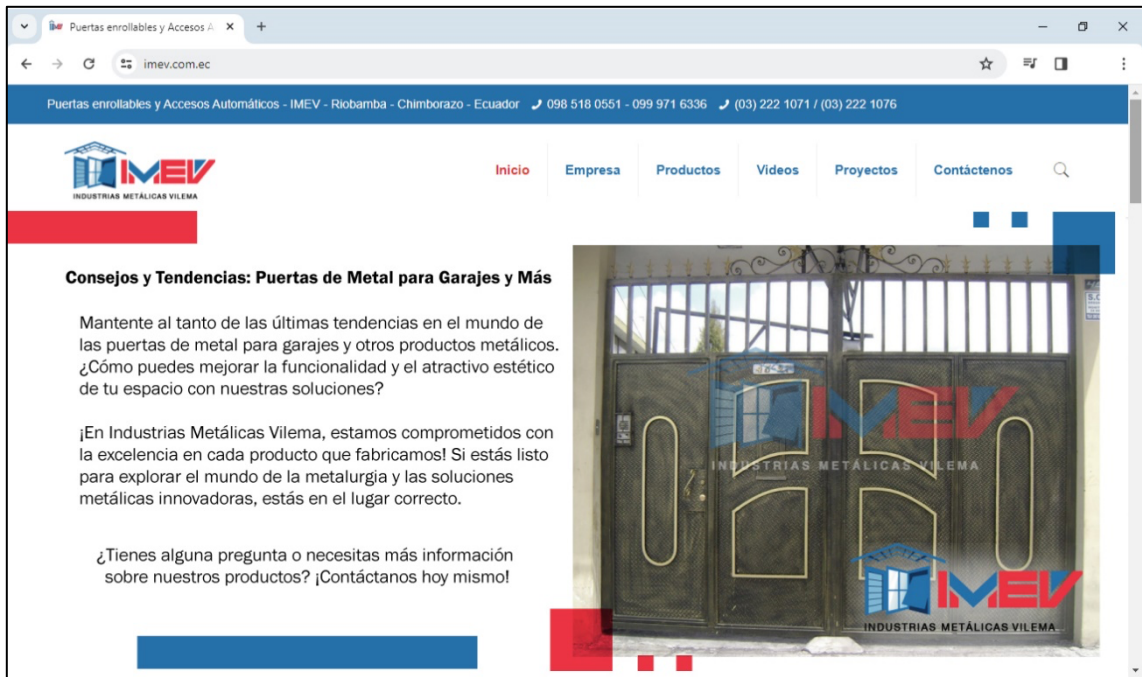 Puertas enrollables y Accesos A
imev.com.ec
Puertas enrollables y Accesos Automáticos - IMEV - Riobamba - Chimborazo - Ecuador 098 518 0551 - 099 971 6336 (03) 222 1071 / (03) 222 1076
IMEV
INDUSTRIAS METÁLICAS VILEMA
Inicio Empresa Productos Videos Proyectos Contáctenos
Consejos y Tendencias: Puertas de Metal para Garajes y Más
Mantente al tanto de las últimas tendencias en el mundo de
las puertas de metal para garajes y otros productos metálicos.
¿Cómo puedes mejorar la funcionalidad y el atractivo estético
de tu espacio con nuestras soluciones?
¡En Industrias Metálicas Vilema, estamos comprometidos con
la excelencia en cada producto que fabricamos! Si estás listo
para explorar el mundo de la metalurgia y las soluciones
metálicas innovadoras, estás en el lugar correcto.
¿Tienes alguna pregunta o necesitas más información
sobre nuestros productos? ¡Contáctanos hoy mismo!
IMEV
INDUSTRIAS METÁLICAS VILEMA
IMEV
INDUSTRIAS METÁLICAS VILEMA